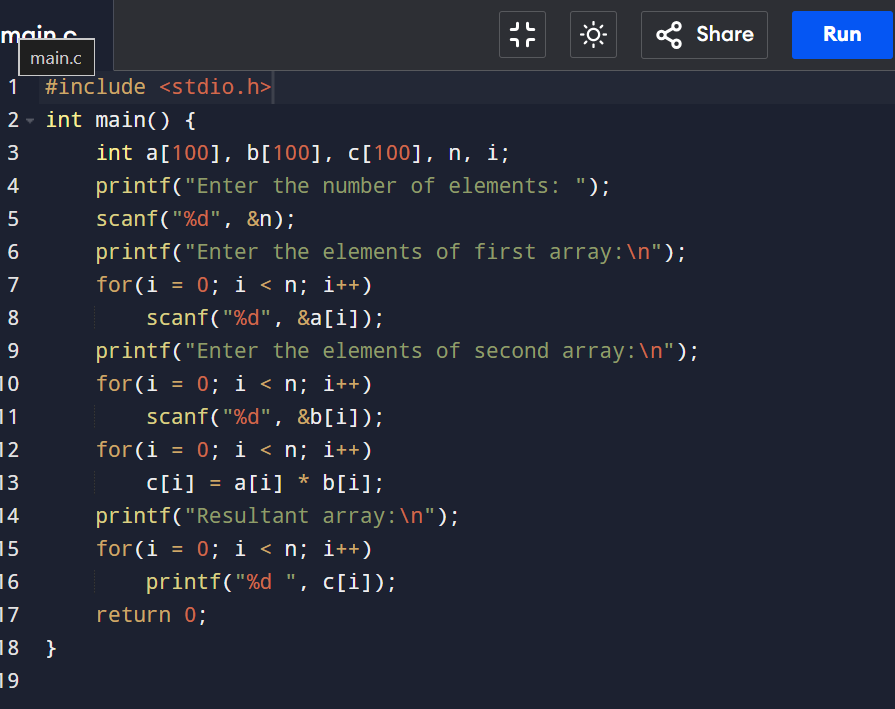 main.c
Share
Run
main.c
1 #include <stdio.h>
2 int main() {
3     int a[100], b[100], c[100], n, i;
4     printf("Enter the number of elements: ");
5     scanf("%d", &n);
6     printf("Enter the elements of first array:\n");
7     for(i = 0; i < n; i++)
8         scanf("%d", &a[i]);
9     printf("Enter the elements of second array:\n");
10     for(i = 0; i < n; i++)
11         scanf("%d", &b[i]);
12     for(i = 0; i < n; i++)
13         c[i] = a[i] * b[i];
14     printf("Resultant array:\n");
15     for(i = 0; i < n; i++)
16         printf("%d ", c[i]);
17     return 0;
18 }
19